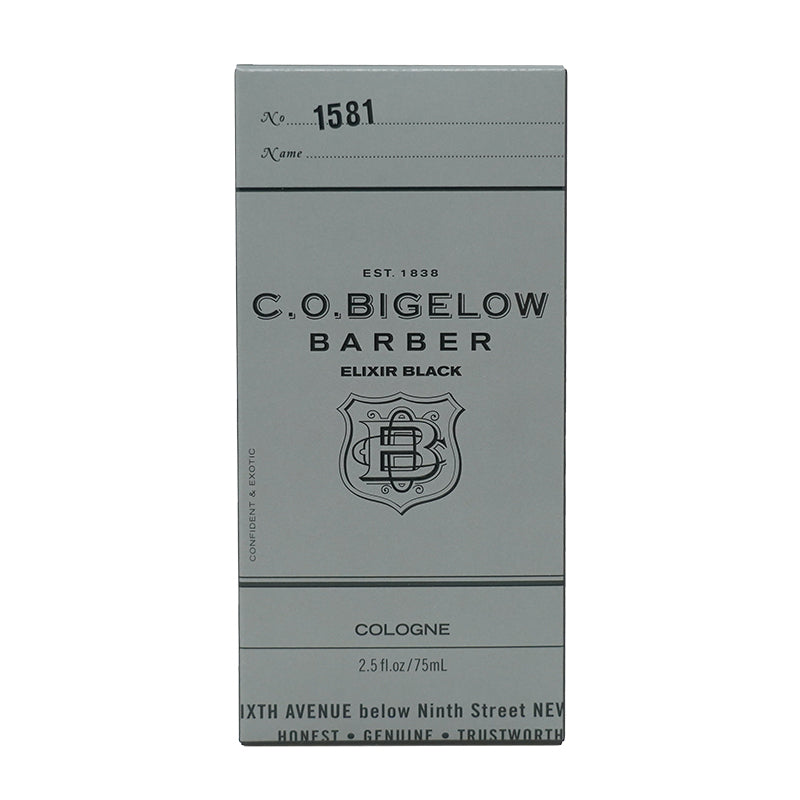 No 1581
Name
EST. 1838
C.O. BIGELOW
BARBER
ELIXIR BLACK
CONFIDENT & EXOTIC
COLOGNE
2.5 fl.oz/75mL
IXTH AVENUE below Ninth Street NEV
HONEST • GENUINE • TRUSTWORTH